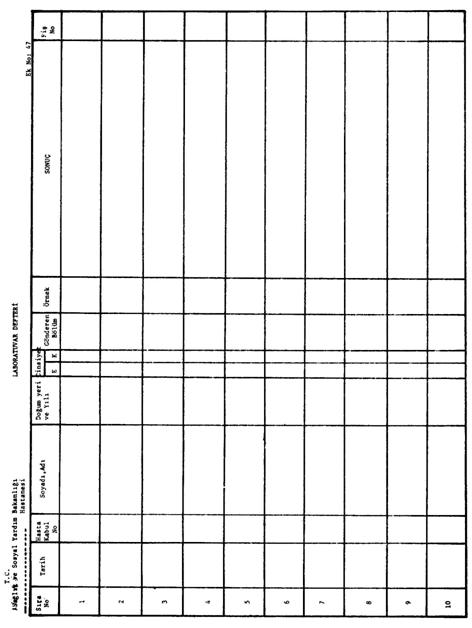 T.C.
Sağlık ve Sosyal Yardım Bakanlığı
Hastanesi
LABORATUVAR DEFTERİ
Ek No: 47
Sıra No
Tarih
Hasta Kabul No
Soyadı,Adı
Doğum yeri ve Yılı
Cinsiyet
E
K
Gönderen Bölüm
Örnek
SONUÇ
Fiş No
1
2
3
4
5
6
7
8
9
10